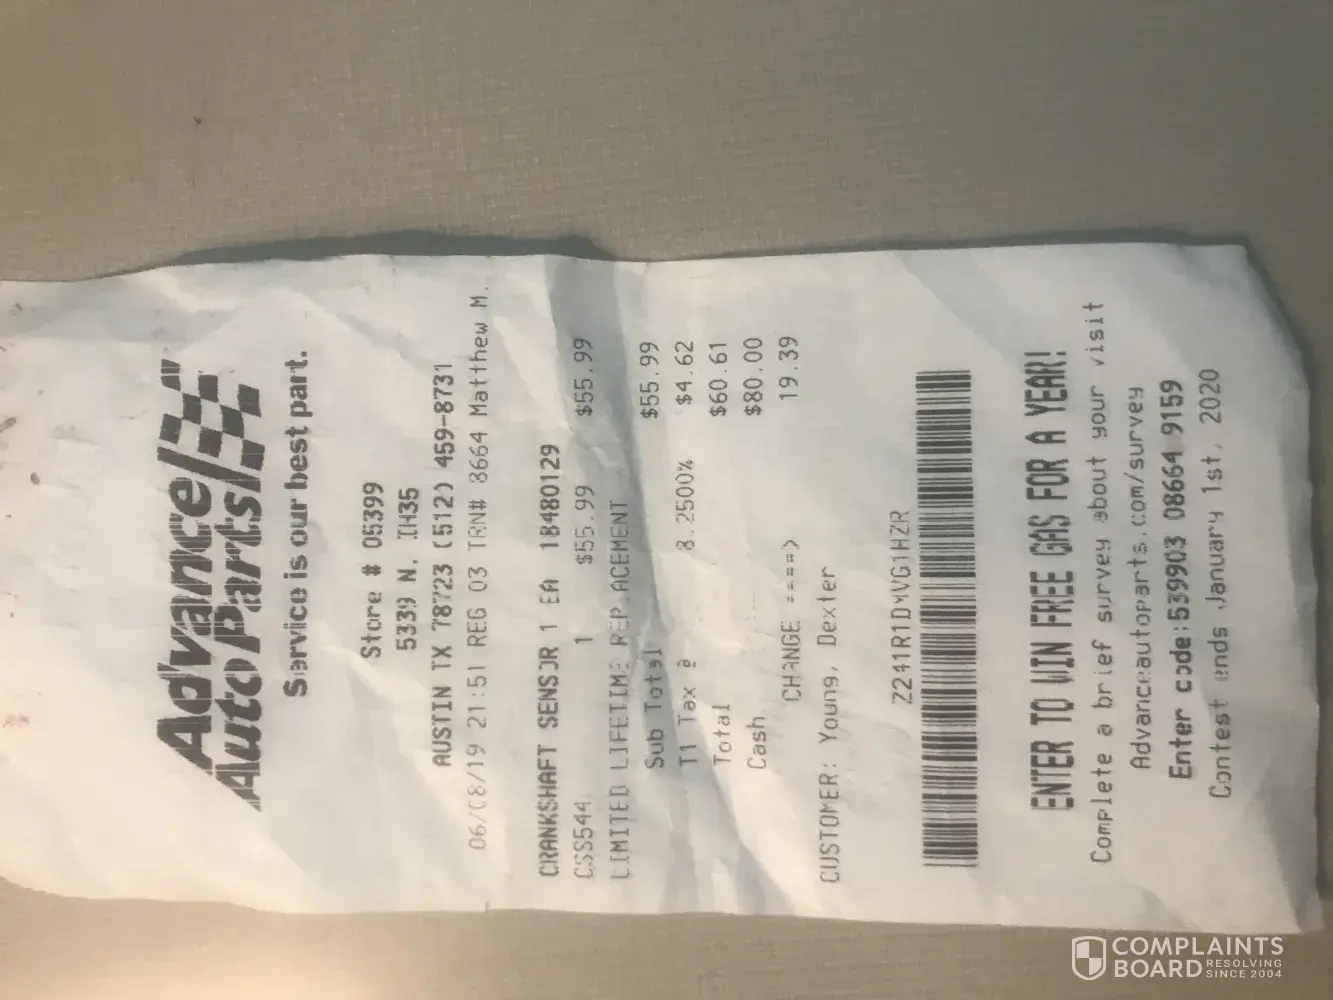 Advance
Auto Parts
Service is our best part.
Store # 05399
5339 N. IH35
AUSTIN TX 78723 (512) 459-8731
06/08/19 21:51 REG 03 TRN# 8664 Matthew M.
CRANKSHAFT SENSOR 1 EA 18480129
CSS544 1 $55.99 $55.99
LIMITED LIFETIME REPLACEMENT
Sub Total $55.99
T1 Tax @ 8.2500% $4.62
Total $60.61
Cash $80.00
CHANGE ====> 19.39
CUSTOMER: Young, Dexter
Z241R1DMVG1HZR
ENTER TO WIN FREE GAS FOR A YEAR!
Complete a brief survey about your visit
Advanceautoparts.com/survey
Enter code:539903 08664 9159
Contest ends January 1st, 2020
COMPLAINTS
BOARD RESOLVING
SINCE 2004